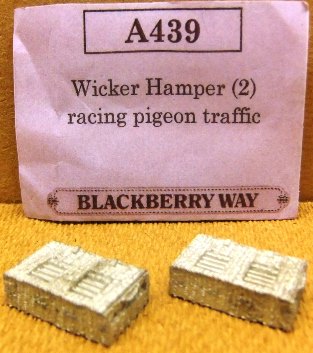 A439
Wicker Hamper (2)
racing pigeon traffic
BLACKBERRY WAY